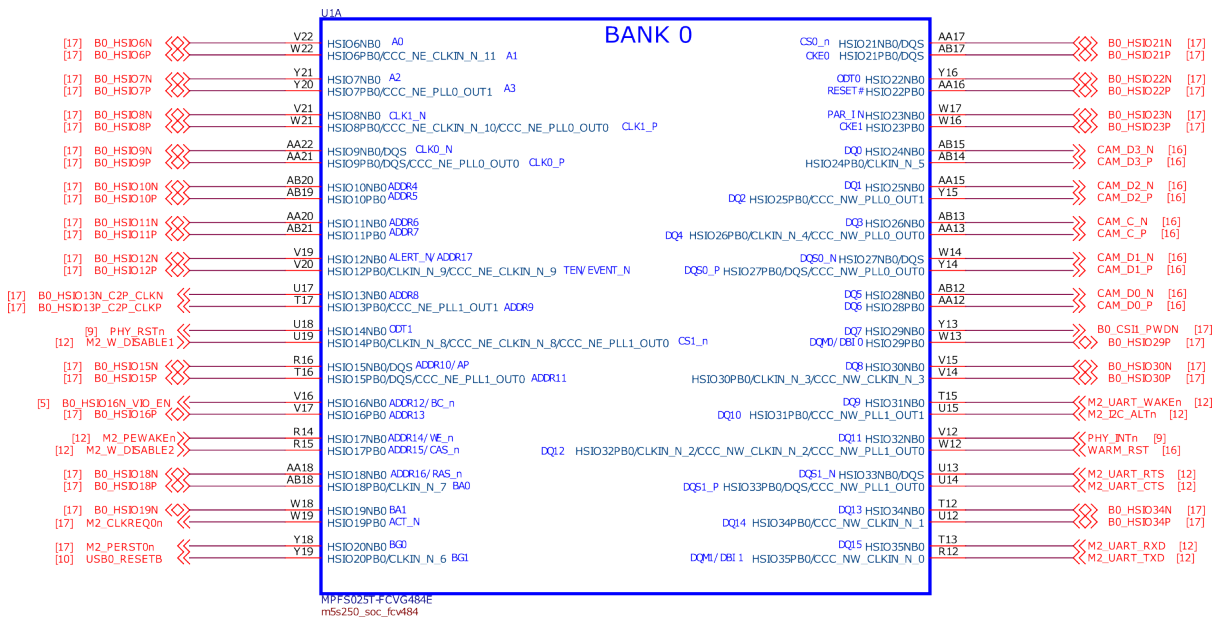 U1A
BANK 0
[17] B0_HSIO6N V22 HSIO6NB0 A0 CS0_n HSIO21NB0/DQS AA17 B0_HSIO21N [17]
[17] B0_HSIO6P W22 HSIO6PB0/CCC_NE_CLKIN_N_11 A1 CKE0 HSIO21PB0/DQS AB17 B0_HSIO21P [17]
[17] B0_HSIO7N Y21 HSIO7NB0 A2 ODT0 HSIO22NB0 Y16 B0_HSIO22N [17]
[17] B0_HSIO7P Y20 HSIO7PB0/CCC_NE_PLL0_OUT1 A3 RESET# HSIO22PB0 AA16 B0_HSIO22P [17]
[17] B0_HSIO8N V21 HSIO8NB0 CLK1_N PAR_IN HSIO23NB0 W17 B0_HSIO23N [17]
[17] B0_HSIO8P W21 HSIO8PB0/CCC_NE_CLKIN_N_10/CCC_NE_PLL0_OUT0 CLK1_P CKE1 HSIO23PB0 W16 B0_HSIO23P [17]
[17] B0_HSIO9N AA22 HSIO9NB0/DQS CLK0_N DQ0 HSIO24NB0 AB15 CAM_D3_N [16]
[17] B0_HSIO9P AA21 HSIO9PB0/DQS/CCC_NE_PLL0_OUT0 CLK0_P HSIO24PB0/CLKIN_N_5 AB14 CAM_D3_P [16]
[17] B0_HSIO10N AB20 HSIO10NB0 ADDR4 DQ1 HSIO25NB0 AA15 CAM_D2_N [16]
[17] B0_HSIO10P AB19 HSIO10PB0 ADDR5 DQ2 HSIO25PB0/CCC_NW_PLL0_OUT1 Y15 CAM_D2_P [16]
[17] B0_HSIO11N AA20 HSIO11NB0 ADDR6 DQ3 HSIO26NB0 AB13 CAM_C_N [16]
[17] B0_HSIO11P AB21 HSIO11PB0 ADDR7 DQ4 HSIO26PB0/CLKIN_N_4/CCC_NW_PLL0_OUT0 AA13 CAM_C_P [16]
[17] B0_HSIO12N V19 HSIO12NB0 ALERT_N/ADDR17 DQS0_N HSIO27NB0/DQS W14 CAM_D1_N [16]
[17] B0_HSIO12P V20 HSIO12PB0/CLKIN_N_9/CCC_NE_CLKIN_N_9 TEN/EVENT_N DQS0_P HSIO27PB0/DQS/CCC_NW_PLL0_OUT0 Y14 CAM_D1_P [16]
[17] B0_HSIO13N_C2P_CLKN U17 HSIO13NB0 ADDR8 DQ5 HSIO28NB0 AB12 CAM_D0_N [16]
[17] B0_HSIO13P_C2P_CLKP T17 HSIO13PB0/CCC_NE_PLL1_OUT1 ADDR9 DQ6 HSIO28PB0 AA12 CAM_D0_P [16]
[9] PHY_RSTn U18 HSIO14NB0 ODT1 DQ7 HSIO29NB0 Y13 B0_CSI1_PWDN [17]
[12] M2_W_DISABLE1 U19 HSIO14PB0/CLKIN_N_8/CCC_NE_CLKIN_N_8/CCC_NE_PLL1_OUT0 CS1_n DQM0/DBI0 HSIO29PB0 W13 B0_HSIO29P [17]
[17] B0_HSIO15N R16 HSIO15NB0/DQS ADDR10/AP DQ8 HSIO30NB0 V15 B0_HSIO30N [17]
[17] B0_HSIO15P T16 HSIO15PB0/DQS/CCC_NE_PLL1_OUT0 ADDR11 HSIO30PB0/CLKIN_N_3/CCC_NW_CLKIN_N_3 V14 B0_HSIO30P [17]
[5] B0_HSIO16N_VIO_EN V16 HSIO16NB0 ADDR12/BC_n DQ9 HSIO31NB0 T15 M2_UART_WAKEn [12]
[17] B0_HSIO16P V17 HSIO16PB0 ADDR13 DQ10 HSIO31PB0/CCC_NW_PLL1_OUT1 U15 M2_I2C_ALTn [12]
[12] M2_PEWAKEn R14 HSIO17NB0 ADDR14/WE_n DQ11 HSIO32NB0 V12 PHY_INTn [9]
[12] M2_W_DISABLE2 R15 HSIO17PB0 ADDR15/CAS_n DQ12 HSIO32PB0/CLKIN_N_2/CCC_NW_CLKIN_N_2/CCC_NW_PLL1_OUT0 W12 WARM_RST [16]
[17] B0_HSIO18N AA18 HSIO18NB0 ADDR16/RAS_n DQS1_N HSIO33NB0/DQS U13 M2_UART_RTS [12]
[17] B0_HSIO18P AB18 HSIO18PB0/CLKIN_N_7 BA0 DQS1_P HSIO33PB0/DQS/CCC_NW_PLL1_OUT0 U14 M2_UART_CTS [12]
[17] B0_HSIO19N W18 HSIO19NB0 BA1 DQ13 HSIO34NB0 T12 B0_HSIO34N [17]
[17] M2_CLKREQ0n W19 HSIO19PB0 ACT_N DQ14 HSIO34PB0/CCC_NW_CLKIN_N_1 U12 B0_HSIO34P [17]
[17] M2_PERST0n Y18 HSIO20NB0 BG0 DQ15 HSIO35NB0 T13 M2_UART_RXD [12]
[10] USB0_RESETB Y19 HSIO20PB0/CLKIN_N_6 BG1 DQM1/DBI1 HSIO35PB0/CCC_NW_CLKIN_N_0 R12 M2_UART_TXD [12]
MPFS025T-FCVG484E
m5s250_soc_fcv484